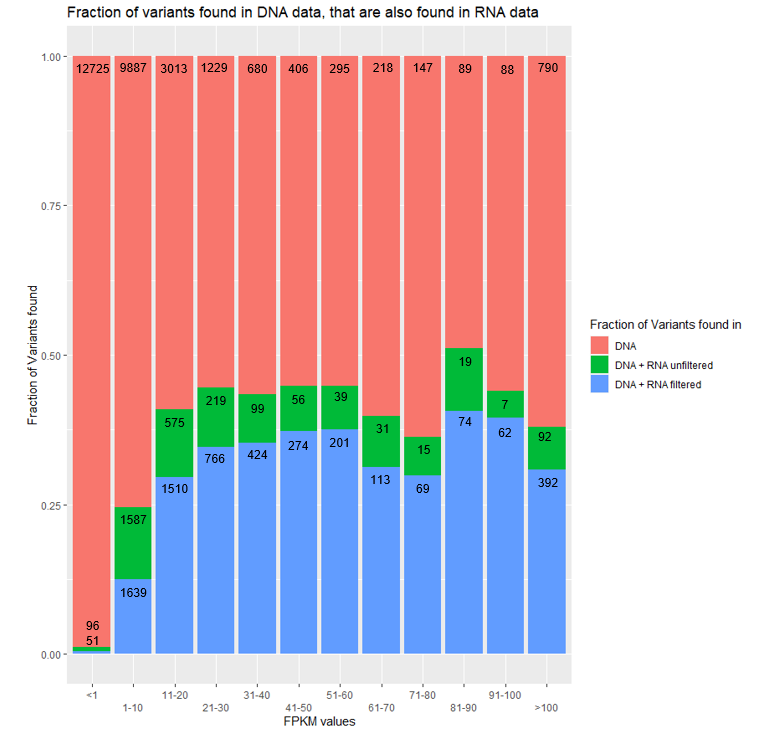 Fraction of variants found in DNA data, that are also found in RNA data
Fraction of Variants found
1.00
0.75
0.50
0.25
0.00
12725 9887 3013 1229 680 406 295 218 147 89 88 790
96 1587 575 219 99 56 39 31 15 19 7 92
51 1639 1510 766 424 274 201 113 69 74 62 392
<1 11-20 31-40 51-60 71-80 91-100
1-10 21-30 41-50 61-70 81-90 >100
FPKM values
Fraction of Variants found in
DNA
DNA + RNA unfiltered
DNA + RNA filtered